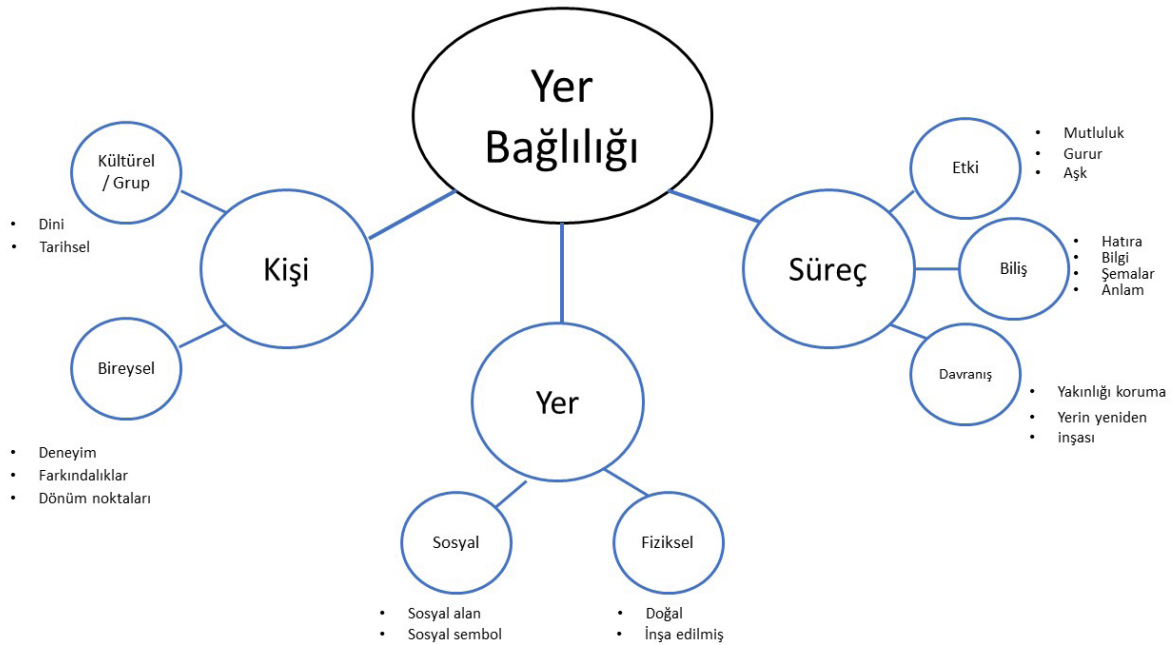 Yer
Bağlılığı
Kültürel
/ Grup
• Dini
• Tarihsel
Kişi
Bireysel
• Deneyim
• Farkındalıklar
• Dönüm noktaları
Yer
Sosyal
• Sosyal alan
• Sosyal sembol
Fiziksel
• Doğal
• İnşa edilmiş
Süreç
Etki
• Mutluluk
• Gurur
• Aşk
Biliş
• Hatıra
• Bilgi
• Şemalar
• Anlam
Davranış
• Yakınlığı koruma
• Yerin yeniden
• inşası